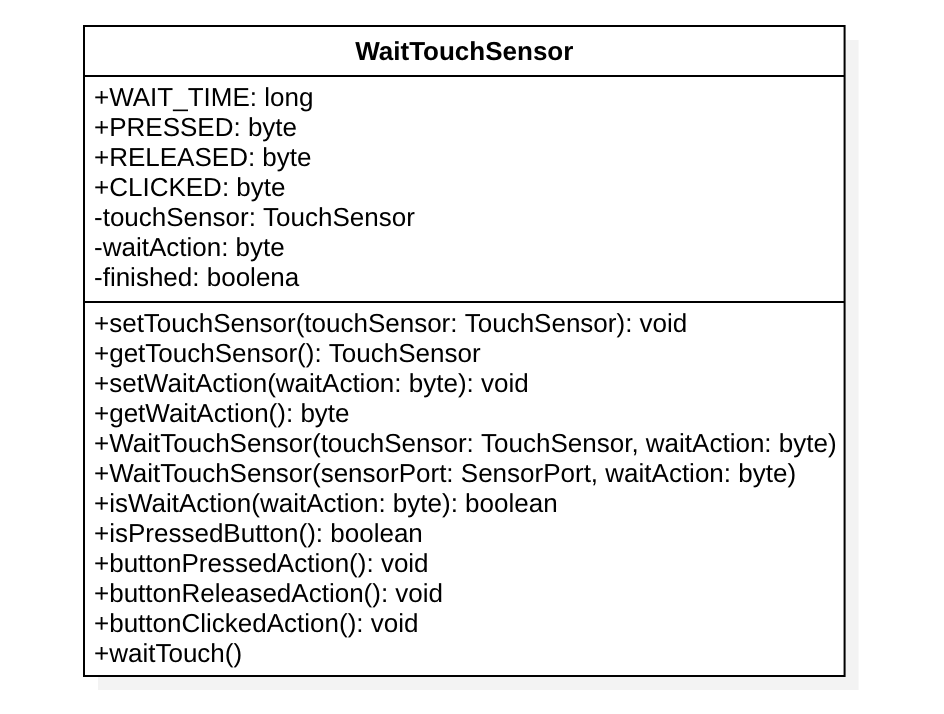 WaitTouchSensor
+WAIT_TIME: long
+PRESSED: byte
+RELEASED: byte
+CLICKED: byte
-touchSensor: TouchSensor
-waitAction: byte
-finished: boolena
+setTouchSensor(touchSensor: TouchSensor): void
+getTouchSensor(): TouchSensor
+setWaitAction(waitAction: byte): void
+getWaitAction(): byte
+WaitTouchSensor(touchSensor: TouchSensor, waitAction: byte)
+WaitTouchSensor(sensorPort: SensorPort, waitAction: byte)
+isWaitAction(waitAction: byte): boolean
+isPressedButton(): boolean
+buttonPressedAction(): void
+buttonReleasedAction(): void
+buttonClickedAction(): void
+waitTouch()